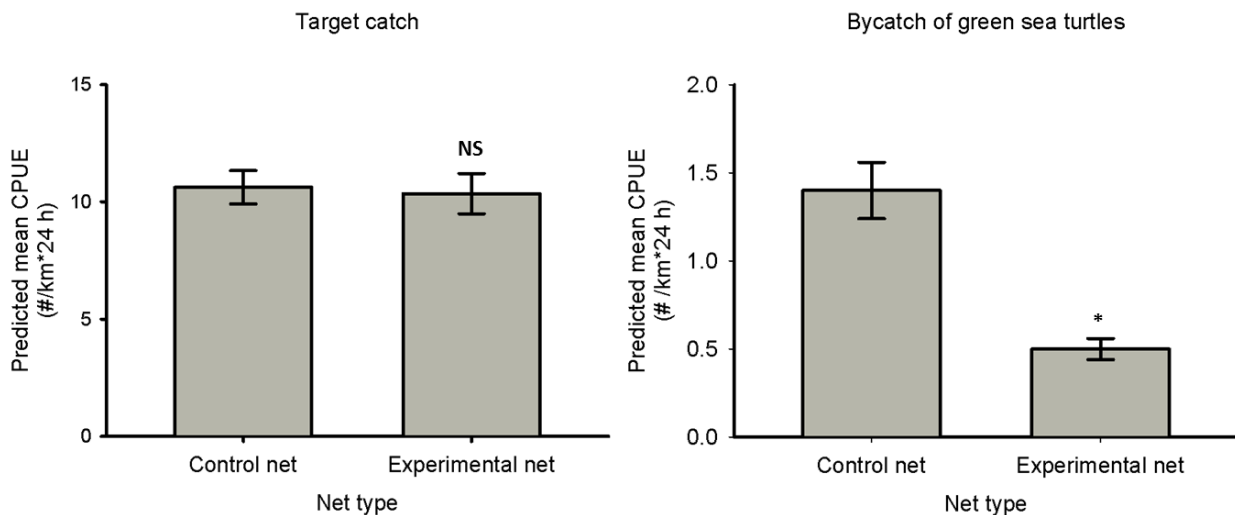 Target catch
Predicted mean CPUE
(#/km*24 h)
15
10
5
0
NS
Control net
Experimental net
Net type
Bycatch of green sea turtles
Predicted mean CPUE
(# /km*24 h)
2.0
1.5
1.0
0.5
0.0
*
Control net
Experimental net
Net type